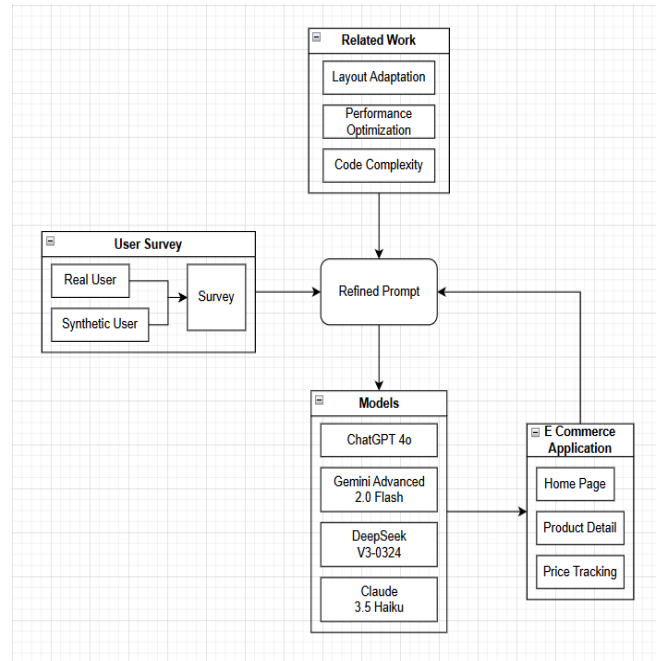 Related Work
Layout Adaptation
Performance
Optimization
Code Complexity
User Survey
Real User
Synthetic User
Survey
Refined Prompt
Models
ChatGPT 4o
Gemini Advanced
2.0 Flash
DeepSeek
V3-0324
Claude
3.5 Haiku
E Commerce
Application
Home Page
Product Detail
Price Tracking